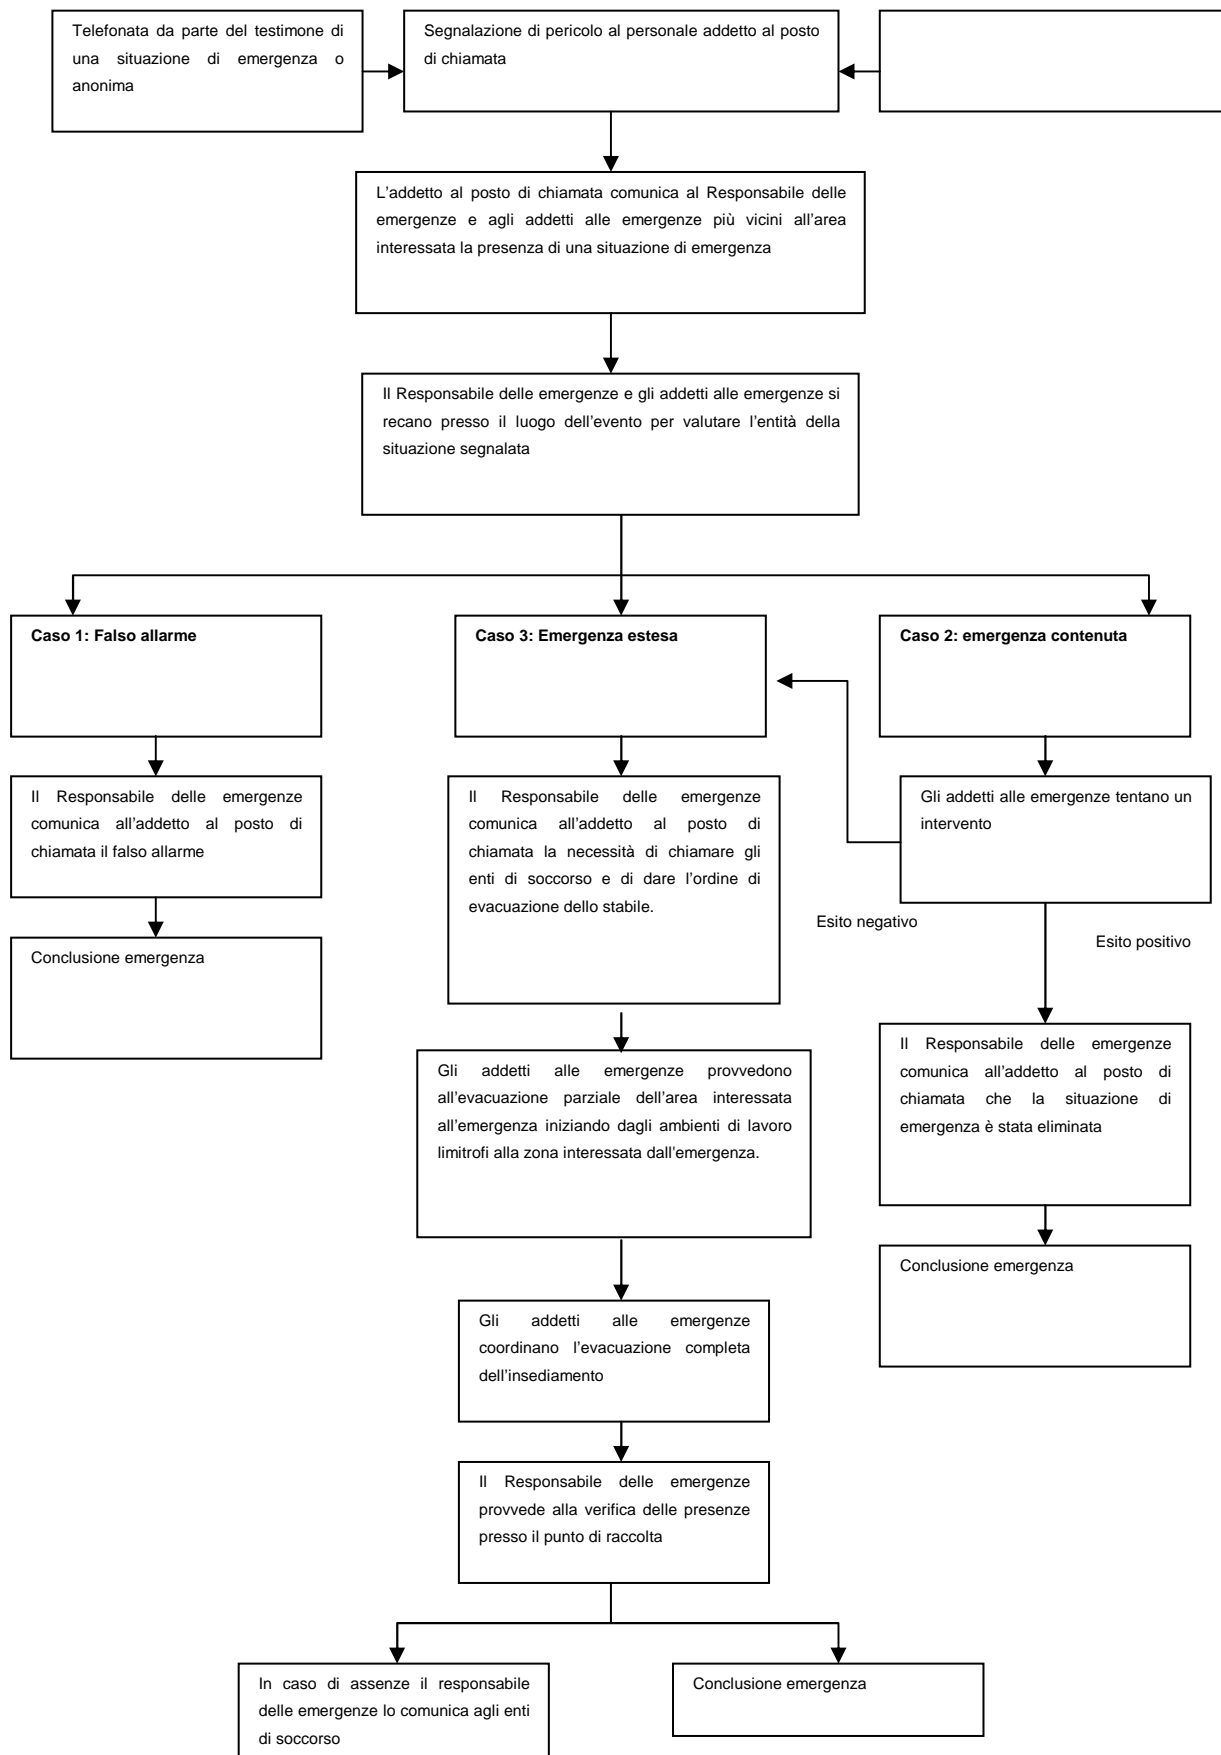 Telefonata da parte del testimone di
una situazione di emergenza o
anonima
Segnalazione di pericolo al personale addetto al posto
di chiamata
L'addetto al posto di chiamata comunica al Responsabile delle
emergenze e agli addetti alle emergenze più vicini all'area
interessata la presenza di una situazione di emergenza
Il Responsabile delle emergenze e gli addetti alle emergenze si
recano presso il luogo dell'evento per valutare l'entità della
situazione segnalata
Caso 1: Falso allarme
Caso 3: Emergenza estesa
Caso 2: emergenza contenuta
Il Responsabile delle emergenze
comunica all'addetto al posto di
chiamata il falso allarme
Il Responsabile delle emergenze
comunica all'addetto al posto di
chiamata la necessità di chiamare gli
enti di soccorso e di dare l'ordine di
evacuazione dello stabile.
Gli addetti alle emergenze tentano un
intervento
Esito negativo
Esito positivo
Conclusione emergenza
Gli addetti alle emergenze provvedono
all'evacuazione parziale dell'area interessata
all'emergenza iniziando dagli ambienti di lavoro
limitrofi alla zona interessata dall'emergenza.
Il Responsabile delle emergenze
comunica all'addetto al posto di
chiamata che la situazione di
emergenza è stata eliminata
Conclusione emergenza
Gli addetti alle emergenze
coordinano l'evacuazione completa
dell'insediamento
Il Responsabile delle emergenze
provvede alla verifica delle presenze
presso il punto di raccolta
In caso di assenze il responsabile
delle emergenze lo comunica agli enti
di soccorso
Conclusione emergenza